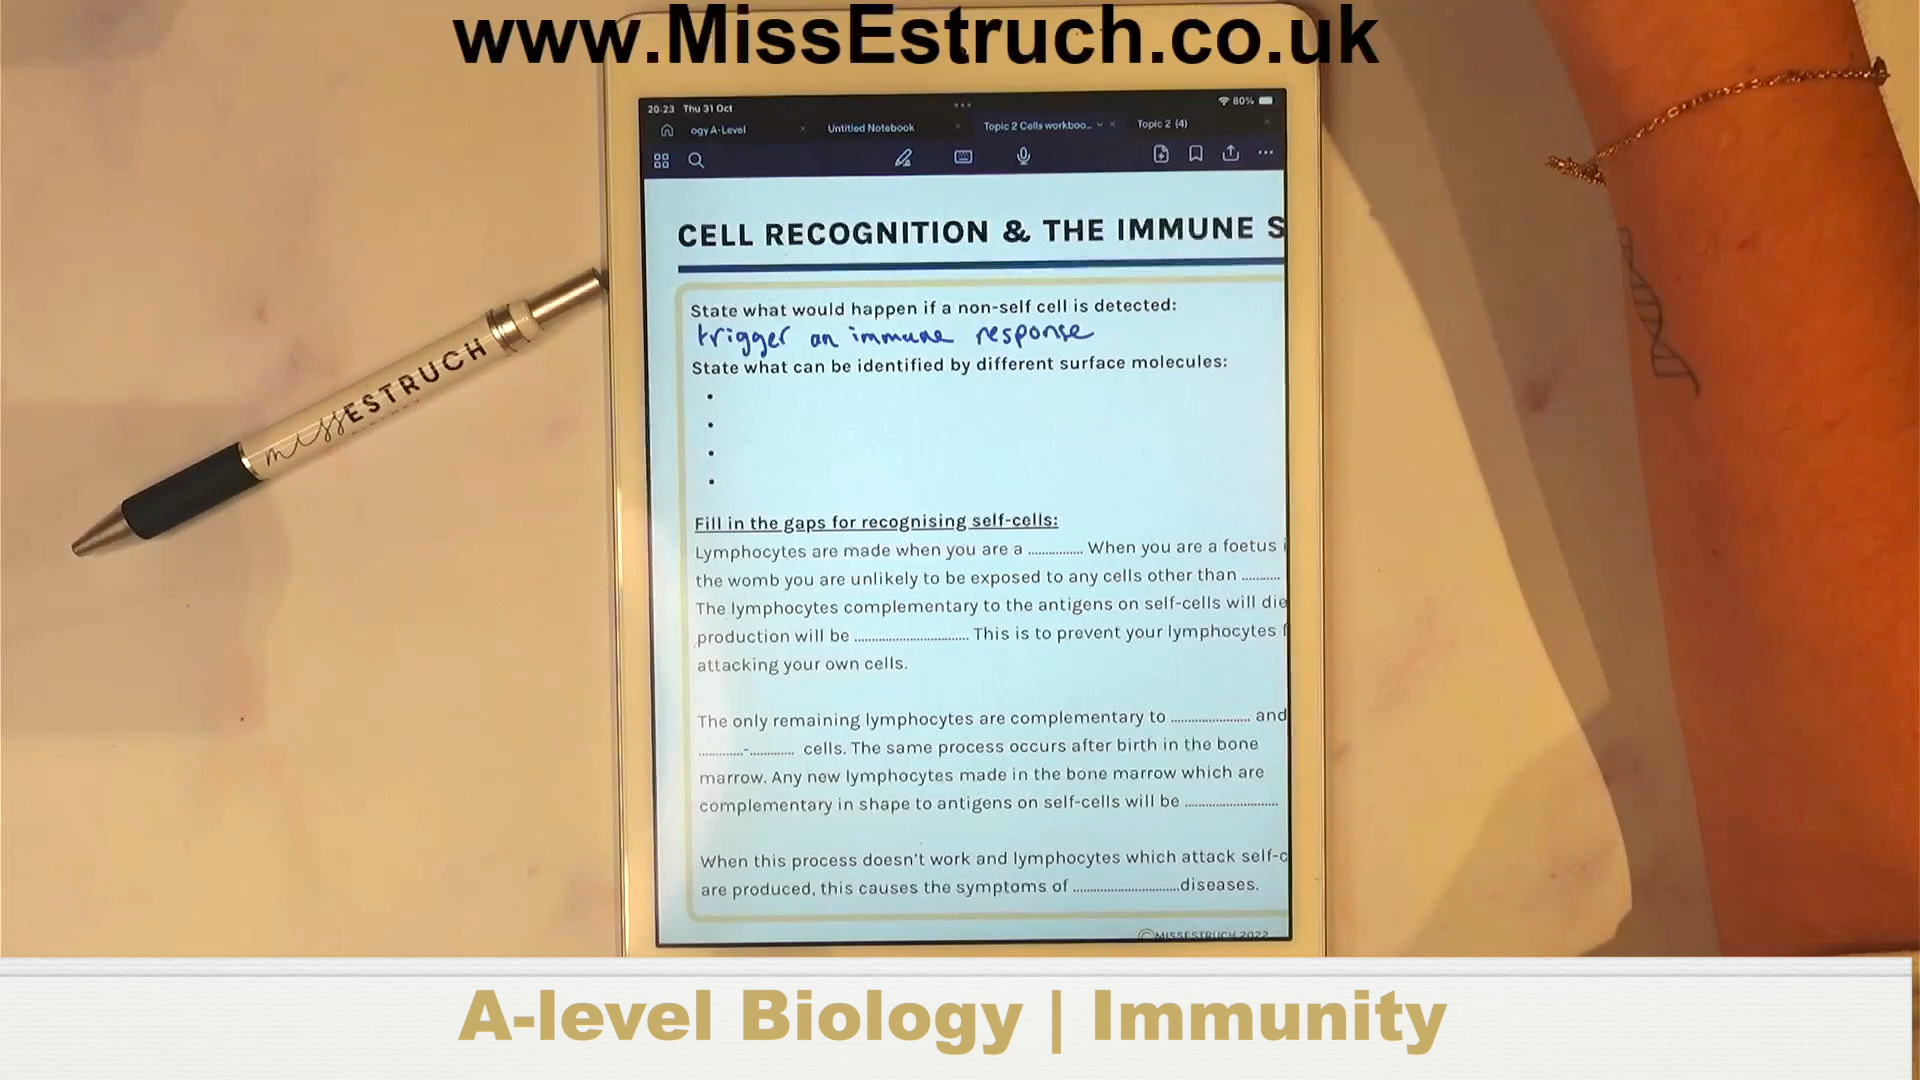 www.MissEstruch.co.uk
20:23 Thu 31 Oct
80%
ogy A-Level
Untitled Notebook
Topic 2 Cells workboo...
Topic 2 (4)
CELL RECOGNITION & THE IMMUNE S
State what would happen if a non-self cell is detected:
trigger an immune response
State what can be identified by different surface molecules:
•
•
•
•
Fill in the gaps for recognising self-cells:
Lymphocytes are made when you are a ............... When you are a foetus i
the womb you are unlikely to be exposed to any cells other than ...........
The lymphocytes complementary to the antigens on self-cells will die
production will be ............................... This is to prevent your lymphocytes f
attacking your own cells.
The only remaining lymphocytes are complementary to ...................... and
............-............ cells. The same process occurs after birth in the bone
marrow. Any new lymphocytes made in the bone marrow which are
complementary in shape to antigens on self-cells will be ..........................
When this process doesn't work and lymphocytes which attack self-c
are produced, this causes the symptoms of .............................diseases.
©MISSESTRUCH 2022
missESTRUCH
A-level Biology | Immunity